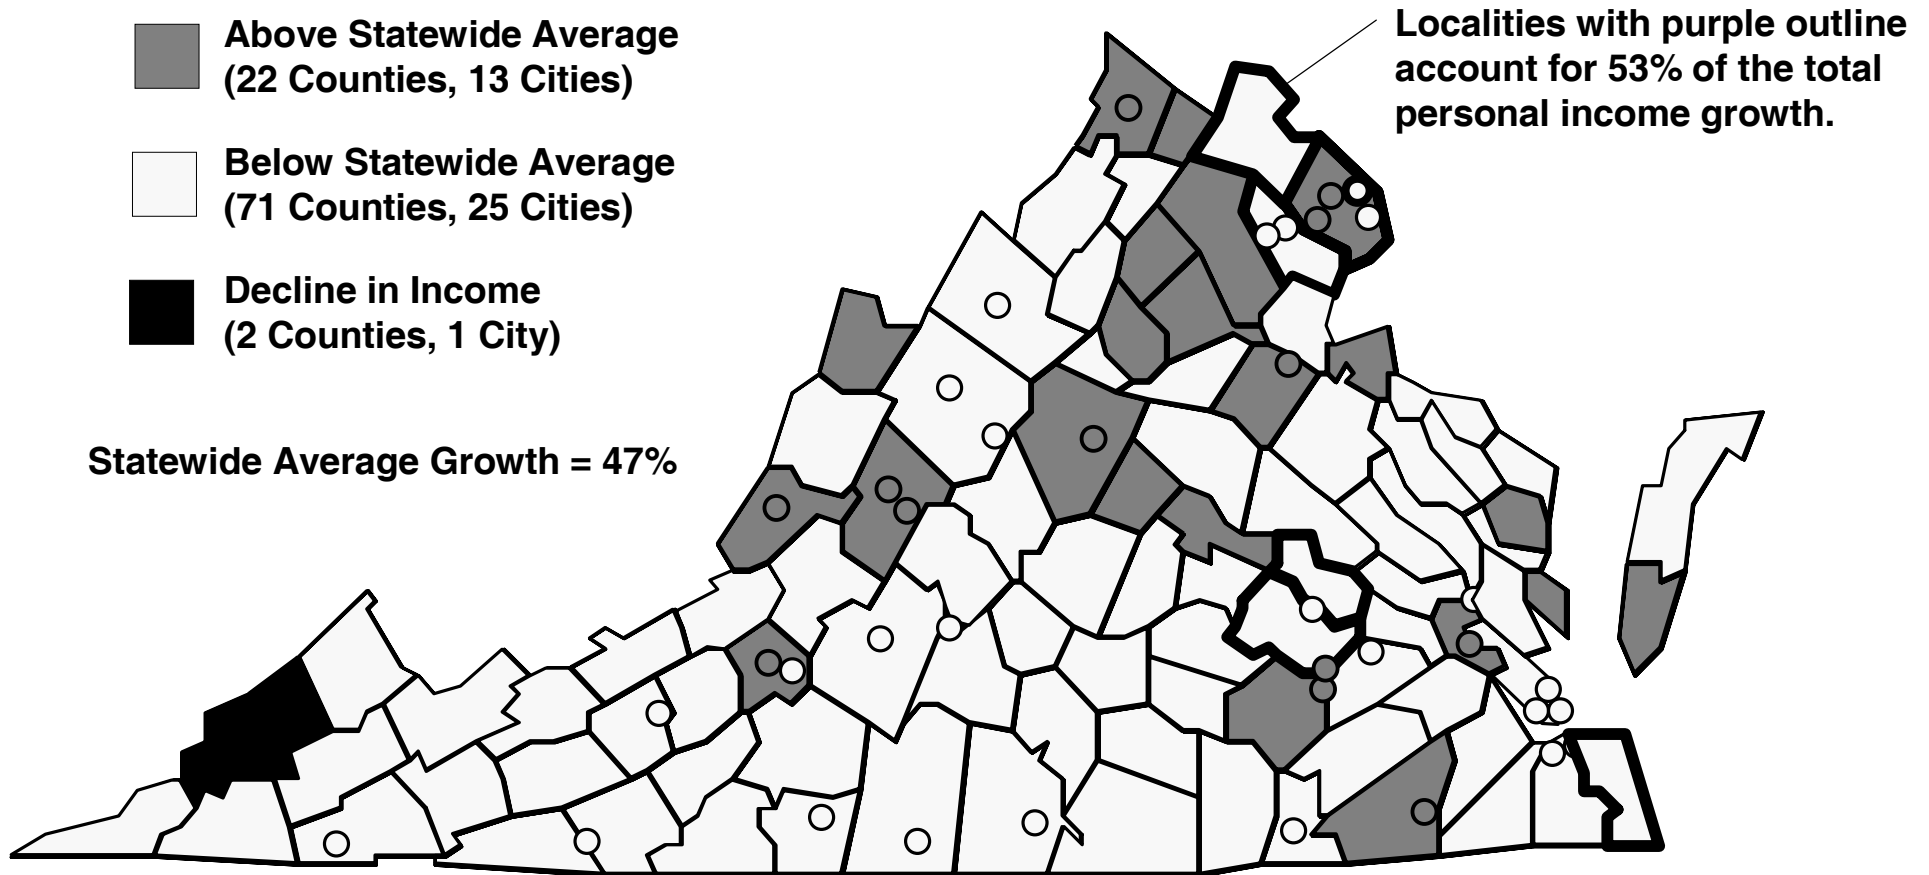 Above Statewide Average
(22 Counties, 13 Cities)
Below Statewide Average
(71 Counties, 25 Cities)
Decline in Income
(2 Counties, 1 City)
Statewide Average Growth = 47%
Localities with purple outline
account for 53% of the total
personal income growth.